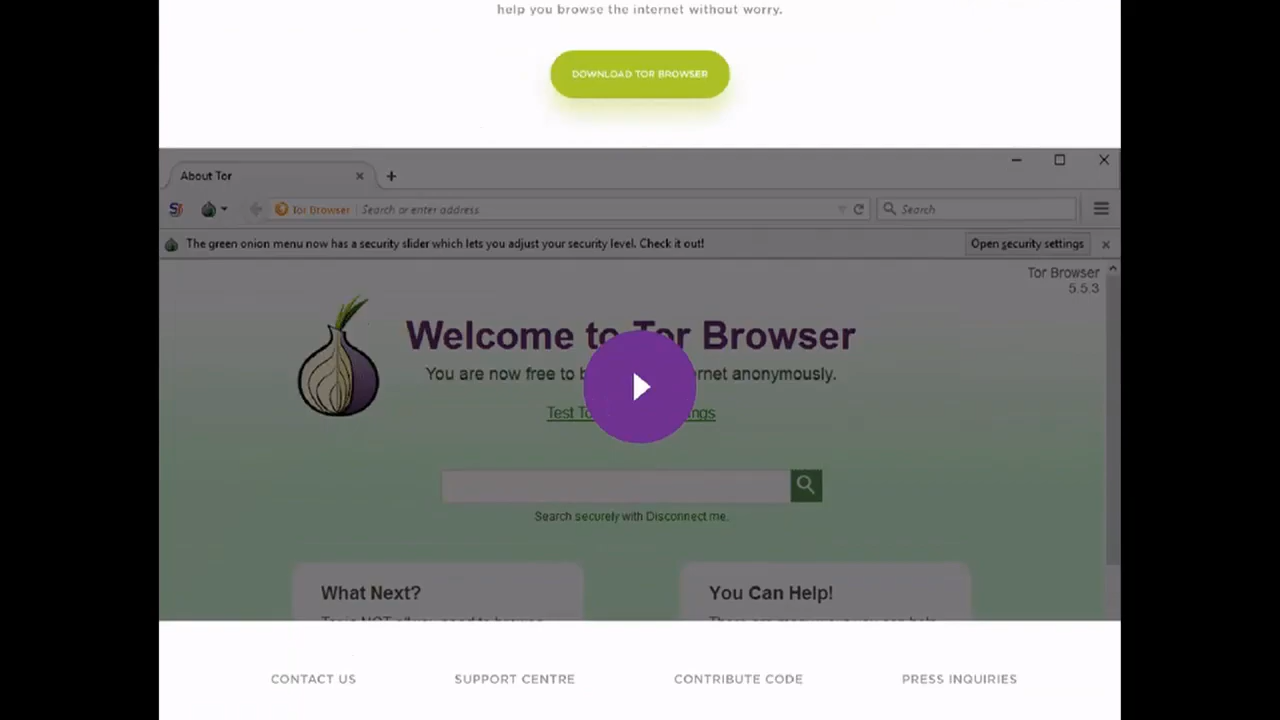 help you browse the internet without worry.
DOWNLOAD TOR BROWSER
About Tor
Tor Browser Search or enter address
Search
The green onion menu now has a security slider which lets you adjust your security level. Check it out!
Open security settings
Tor Browser
5.5.3
Welcome to Tor Browser
You are now free to anonymously.
Test
Search securely with Disconnect.me.
What Next?
You Can Help!
CONTACT US
SUPPORT CENTRE
CONTRIBUTE CODE
PRESS INQUIRIES